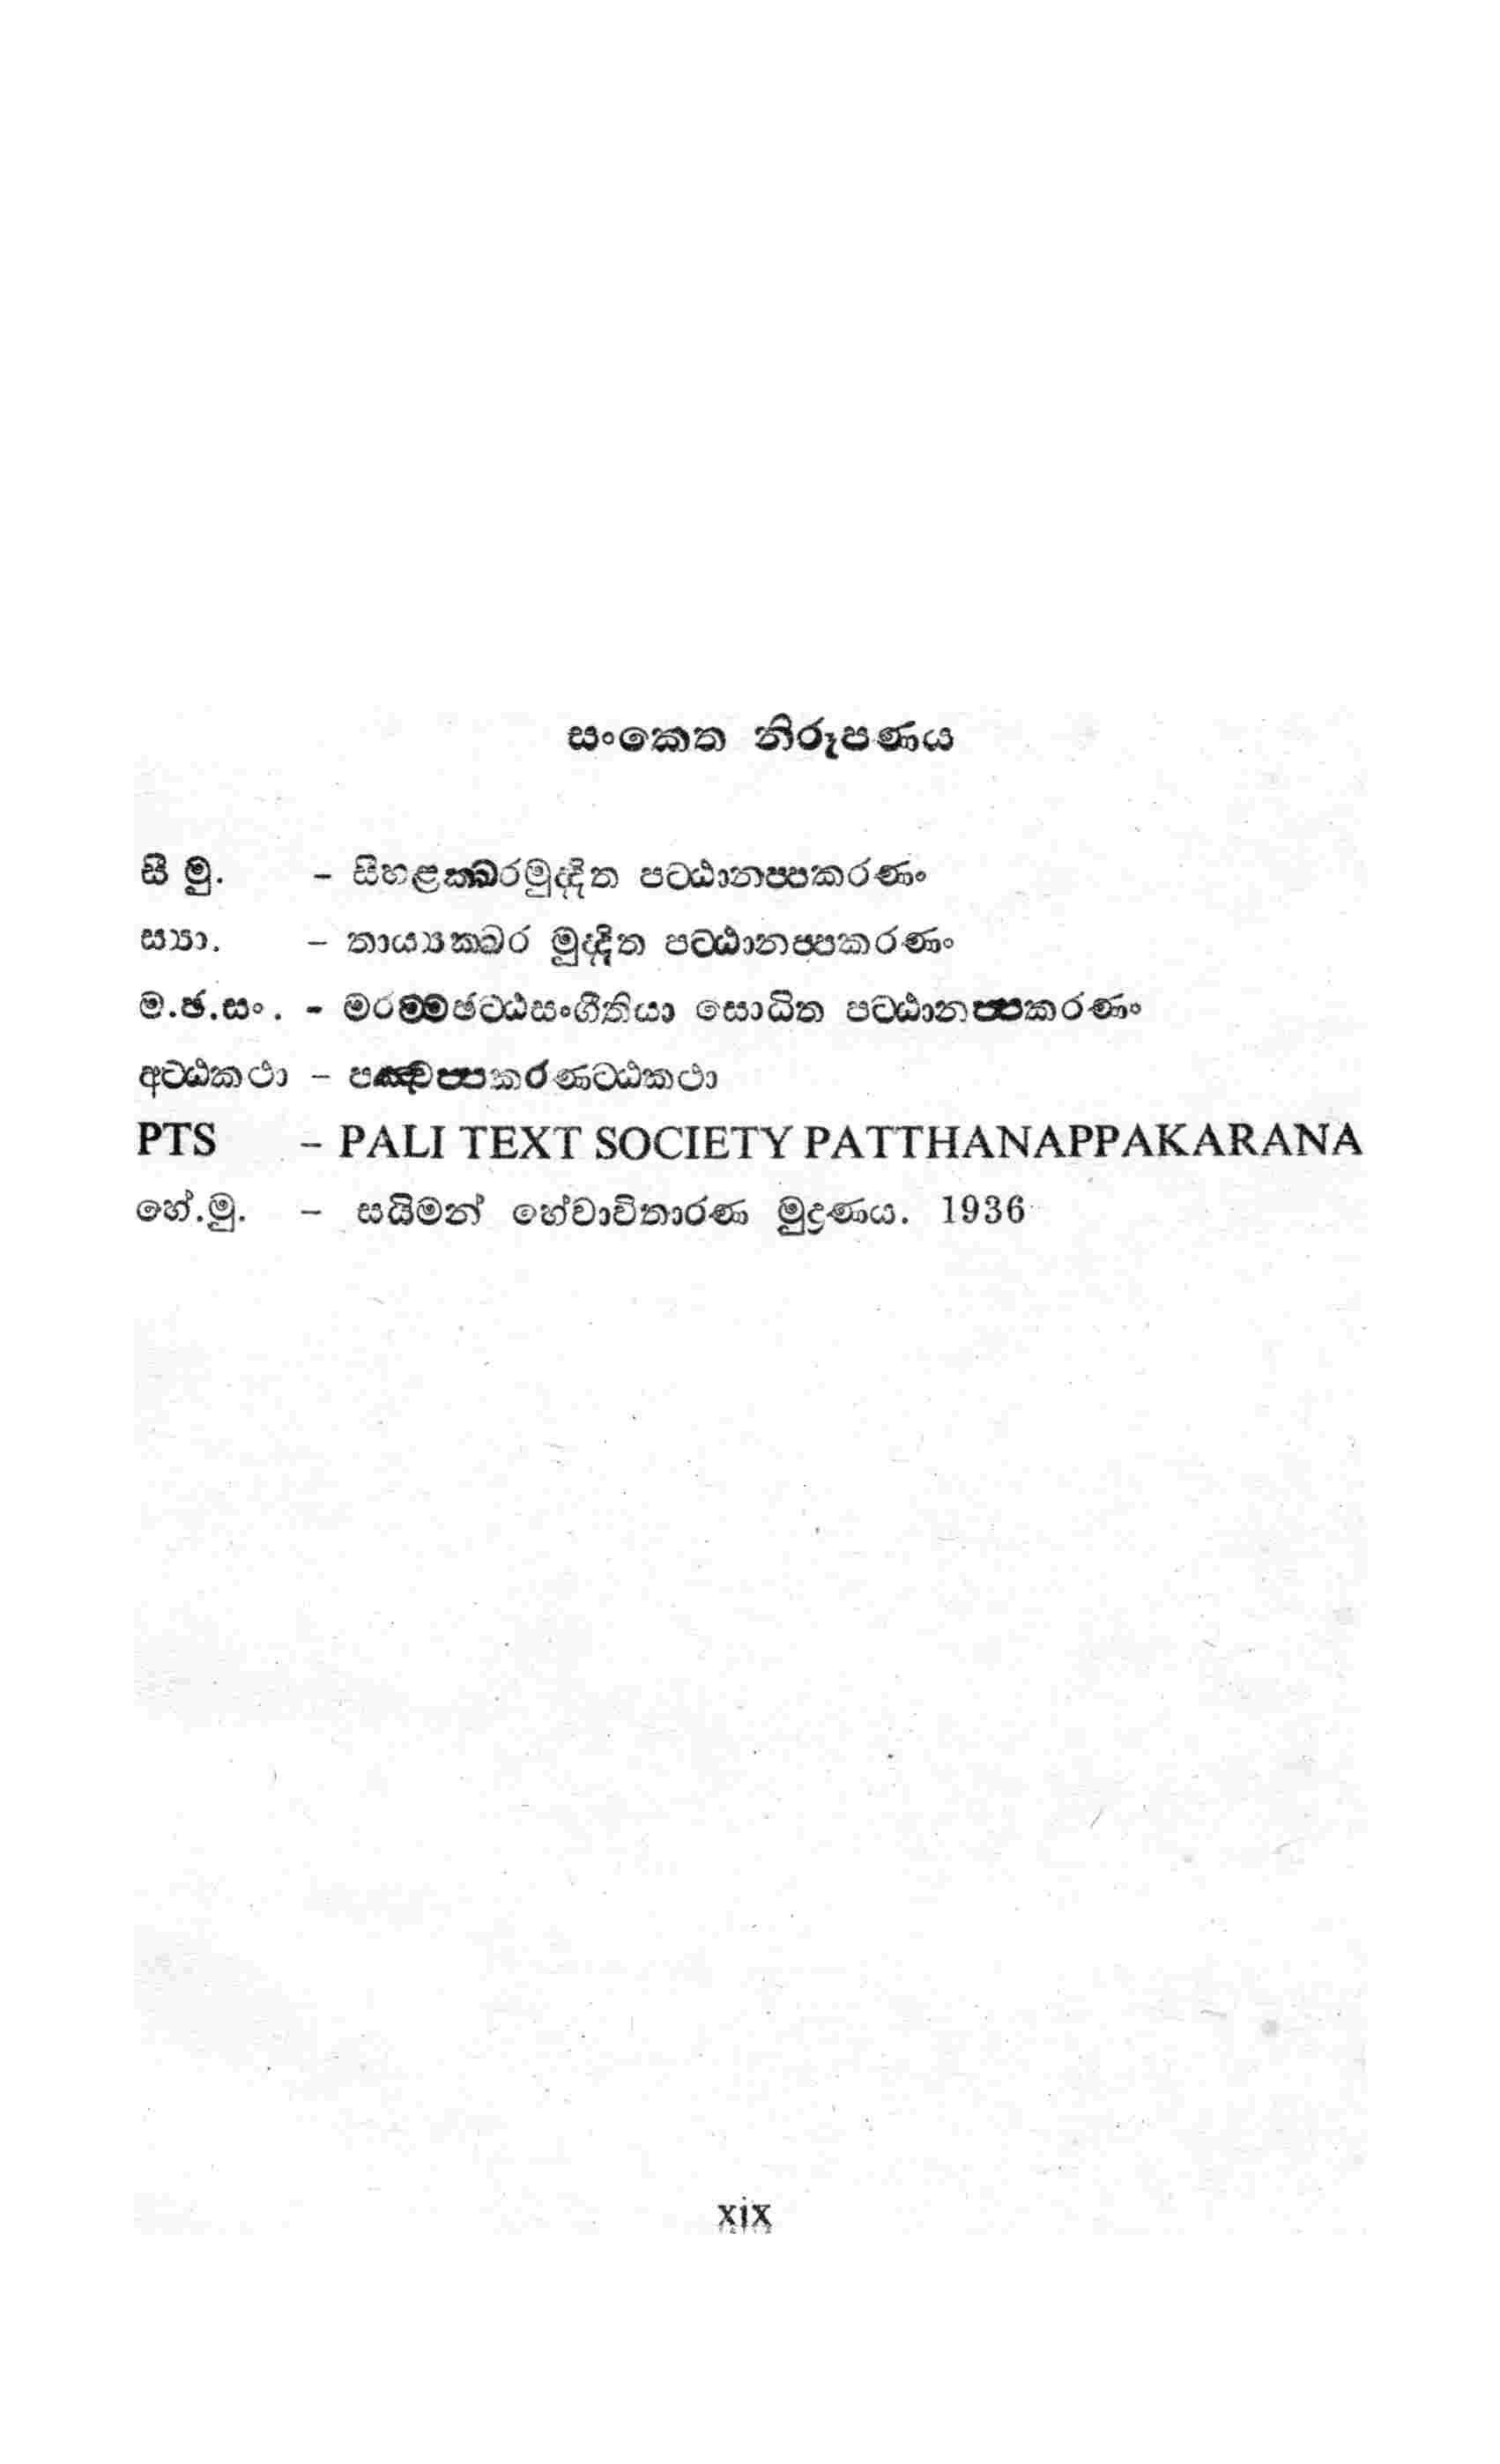 සංකෙත නිරූපණය
සී මු. – සිහළක්ඛරමුද්දිත පට්ඨානප්පකරණං
ස්‍යා. – තාය්‍යක්ඛර මුද්දිත පට්ඨානප්පකරණං
ම.ඡ.සං. – මරම්මඡට්ඨසංගීතියා සොධිත පට්ඨානප්පකරණං
අට්ඨකථා – පඤ්චප්පකරණට්ඨකථා
PTS – PALI TEXT SOCIETY PATTHANAPPAKARANA
හේ.මු. – සයිමන් හේවාවිතාරණ මුද්‍රණය. 1936
xix